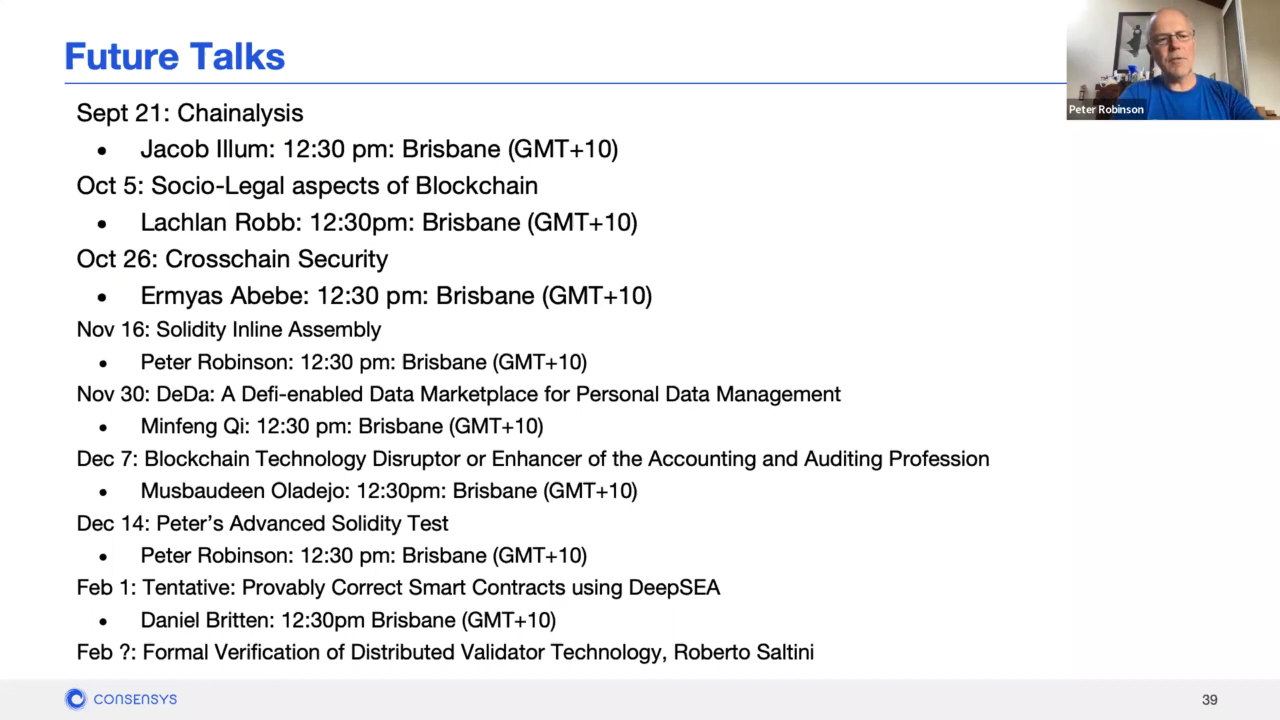 Future Talks
Peter Robinson
Sept 21: Chainalysis
• Jacob Illum: 12:30 pm: Brisbane (GMT+10)
Oct 5: Socio-Legal aspects of Blockchain
• Lachlan Robb: 12:30pm: Brisbane (GMT+10)
Oct 26: Crosschain Security
• Ermyas Abebe: 12:30 pm: Brisbane (GMT+10)
Nov 16: Solidity Inline Assembly
• Peter Robinson: 12:30 pm: Brisbane (GMT+10)
Nov 30: DeDa: A Defi-enabled Data Marketplace for Personal Data Management
• Minfeng Qi: 12:30 pm: Brisbane (GMT+10)
Dec 7: Blockchain Technology Disruptor or Enhancer of the Accounting and Auditing Profession
• Musbaudeen Oladejo: 12:30pm: Brisbane (GMT+10)
Dec 14: Peter’s Advanced Solidity Test
• Peter Robinson: 12:30 pm: Brisbane (GMT+10)
Feb 1: Tentative: Provably Correct Smart Contracts using DeepSEA
• Daniel Britten: 12:30pm Brisbane (GMT+10)
Feb ?: Formal Verification of Distributed Validator Technology, Roberto Saltini
CONSENSYS
39